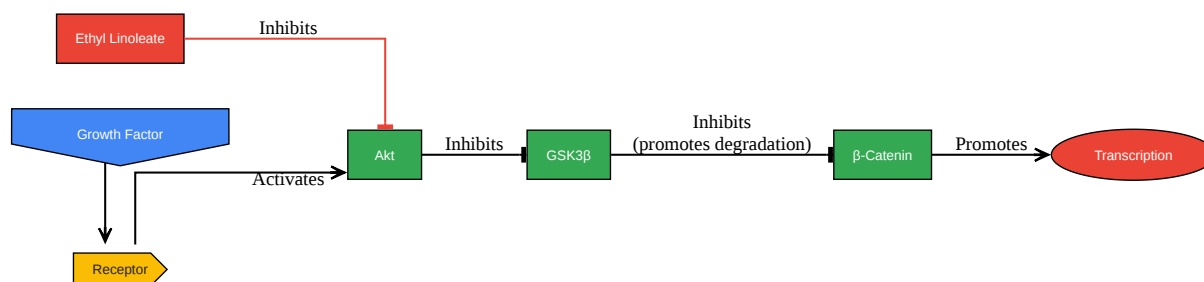 Ethyl Linoleate
Inhibits
Growth Factor
Activates
Receptor
Akt
Inhibits
GSK3β
Inhibits
(promotes degradation)
β-Catenin
Promotes
Transcription